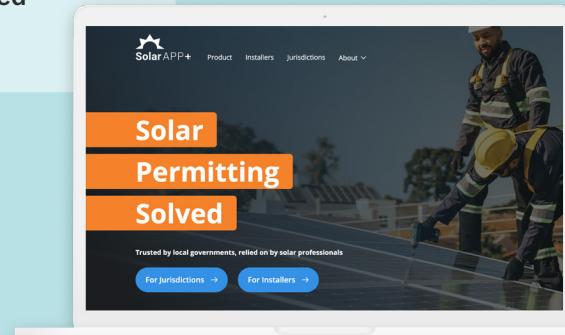 SolarAPP+
Product Installers Jurisdictions About
Solar
Permitting
Solved
Trusted by local governments, relied on by solar professionals
For Jurisdictions →
For Installers →